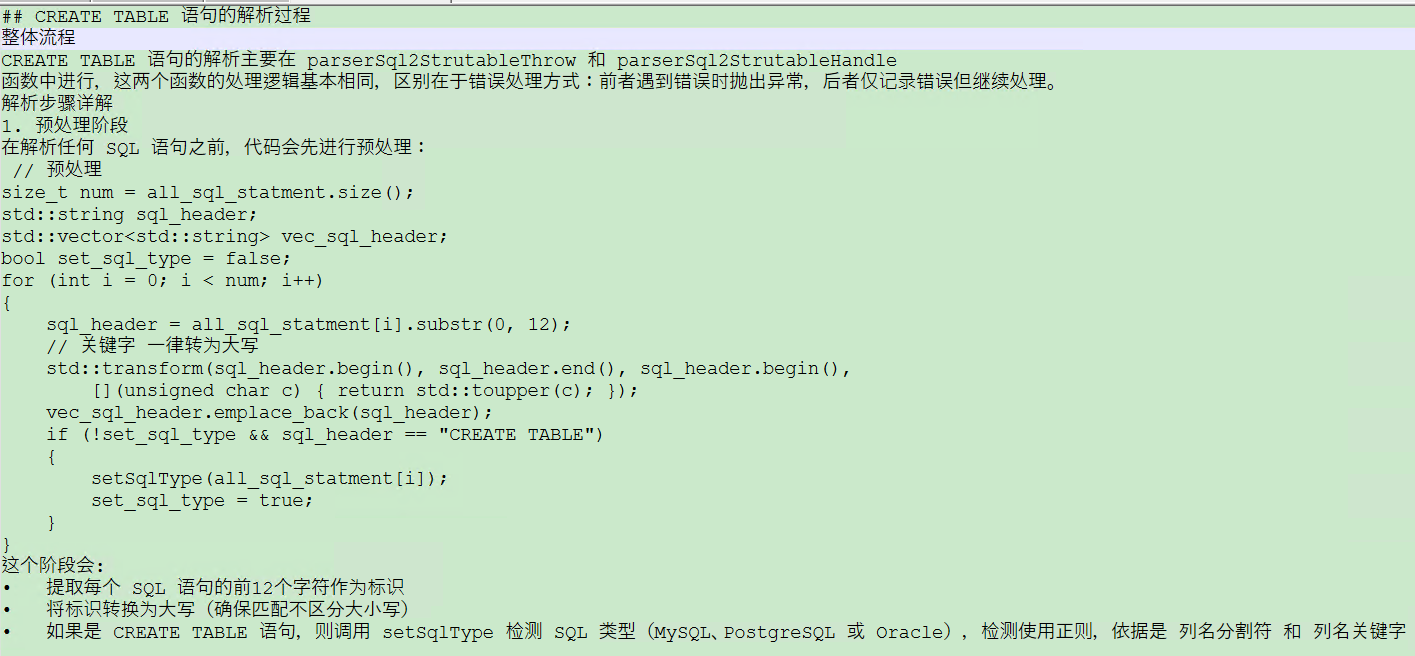 ## CREATE TABLE 语句的解析过程
整体流程
CREATE TABLE 语句的解析主要在 parserSql2StrutableThrow 和 parserSql2StrutableHandle
函数中进行，这两个函数的处理逻辑基本相同，区别在于错误处理方式：前者遇到错误时抛出异常，后者仅记录错误但继续处理。
解析步骤详解
1. 预处理阶段
在解析任何 SQL 语句之前，代码会先进行预处理：
// 预处理
size_t num = all_sql_statment.size();
std::string sql_header;
std::vector<std::string> vec_sql_header;
bool set_sql_type = false;
for (int i = 0; i < num; i++)
{
    sql_header = all_sql_statment[i].substr(0, 12);
    // 关键字 一律转为大写
    std::transform(sql_header.begin(), sql_header.end(), sql_header.begin(),
        [](unsigned char c) { return std::toupper(c); });
    vec_sql_header.emplace_back(sql_header);
    if (!set_sql_type && sql_header == "CREATE TABLE")
    {
        setSqlType(all_sql_statment[i]);
        set_sql_type = true;
    }
}
这个阶段会:
• 提取每个 SQL 语句的前12个字符作为标识
• 将标识转换为大写（确保匹配不区分大小写）
• 如果是 CREATE TABLE 语句，则调用 setSqlType 检测 SQL 类型（MySQL、PostgreSQL 或 Oracle），检测使用正则，依据是 列名分割符 和 列名关键字